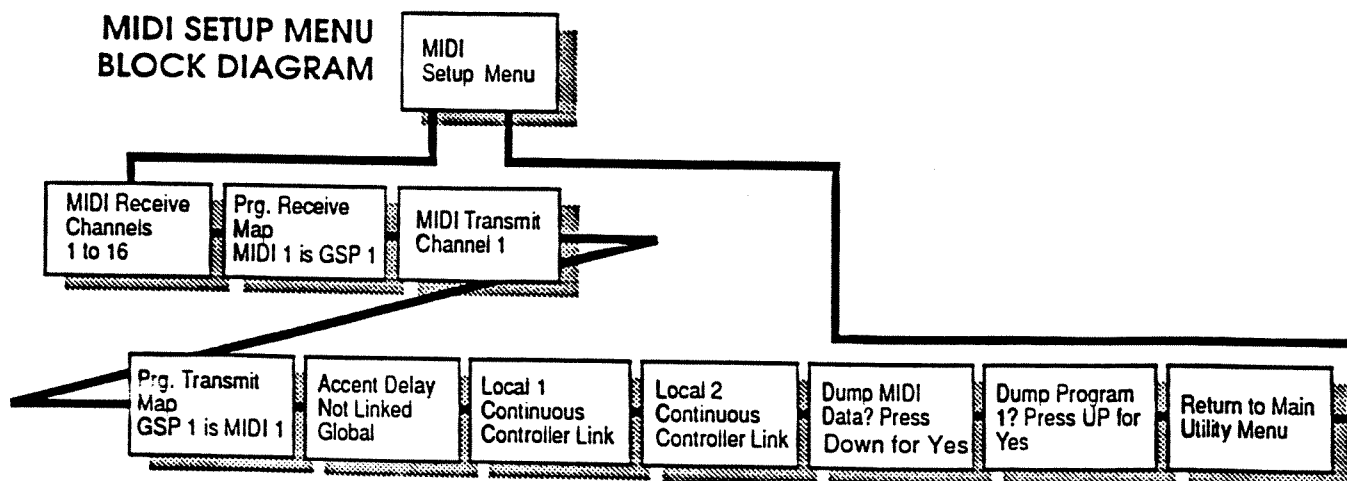 MIDI SETUP MENU
BLOCK DIAGRAM
MIDI
Setup Menu
MIDI Receive
Channels
1 to 16
Prg. Receive
Map
MIDI 1 is GSP 1
MIDI Transmit
Channel 1
Prg. Transmit
Map
GSP 1 is MIDI 1
Accent Delay
Not Linked
Global
Local 1
Continuous
Controller Link
Local 2
Continuous
Controller Link
Dump MIDI
Data? Press
Down for Yes
Dump Program
1? Press UP for
Yes
Return to Main
Utility Menu